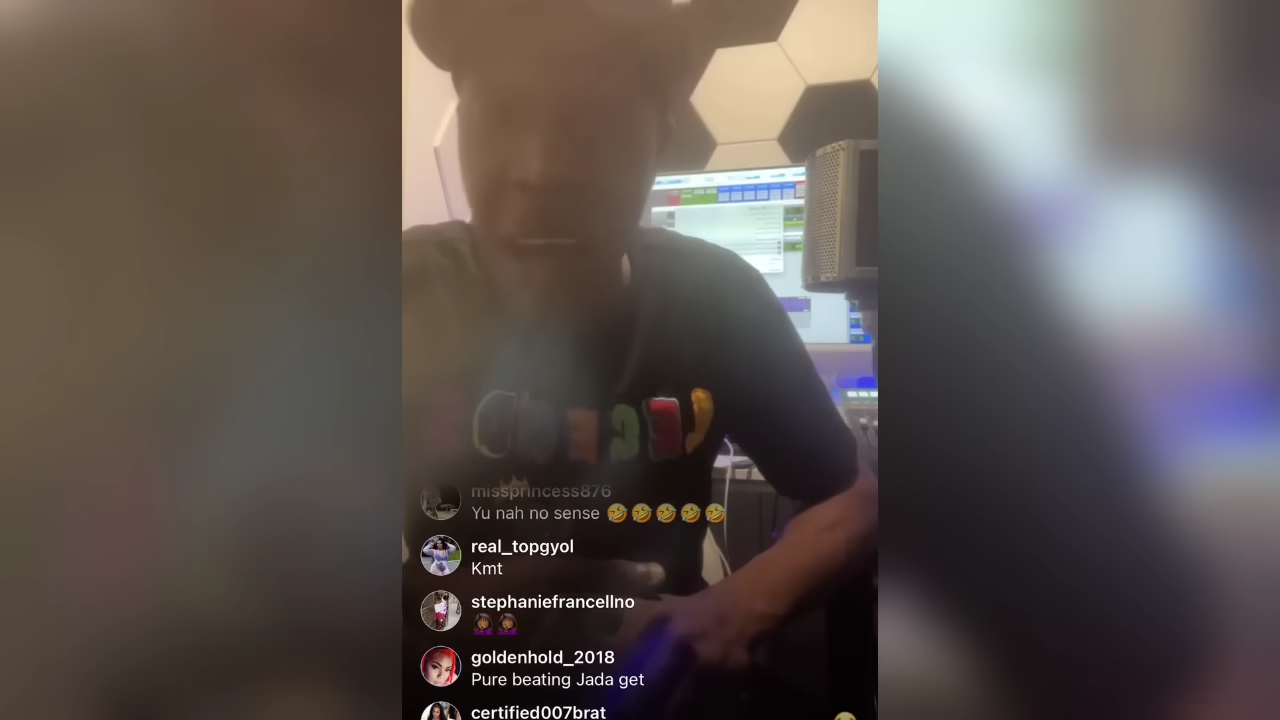 missprincess876
Yu nah no sense 🤣🤣🤣🤣🤣
real_topgyol
Kmt
stephaniefrancellno
🤦🏾‍♀️🤦🏾‍♀️
goldenhold_2018
Pure beating Jada get
certified007brat